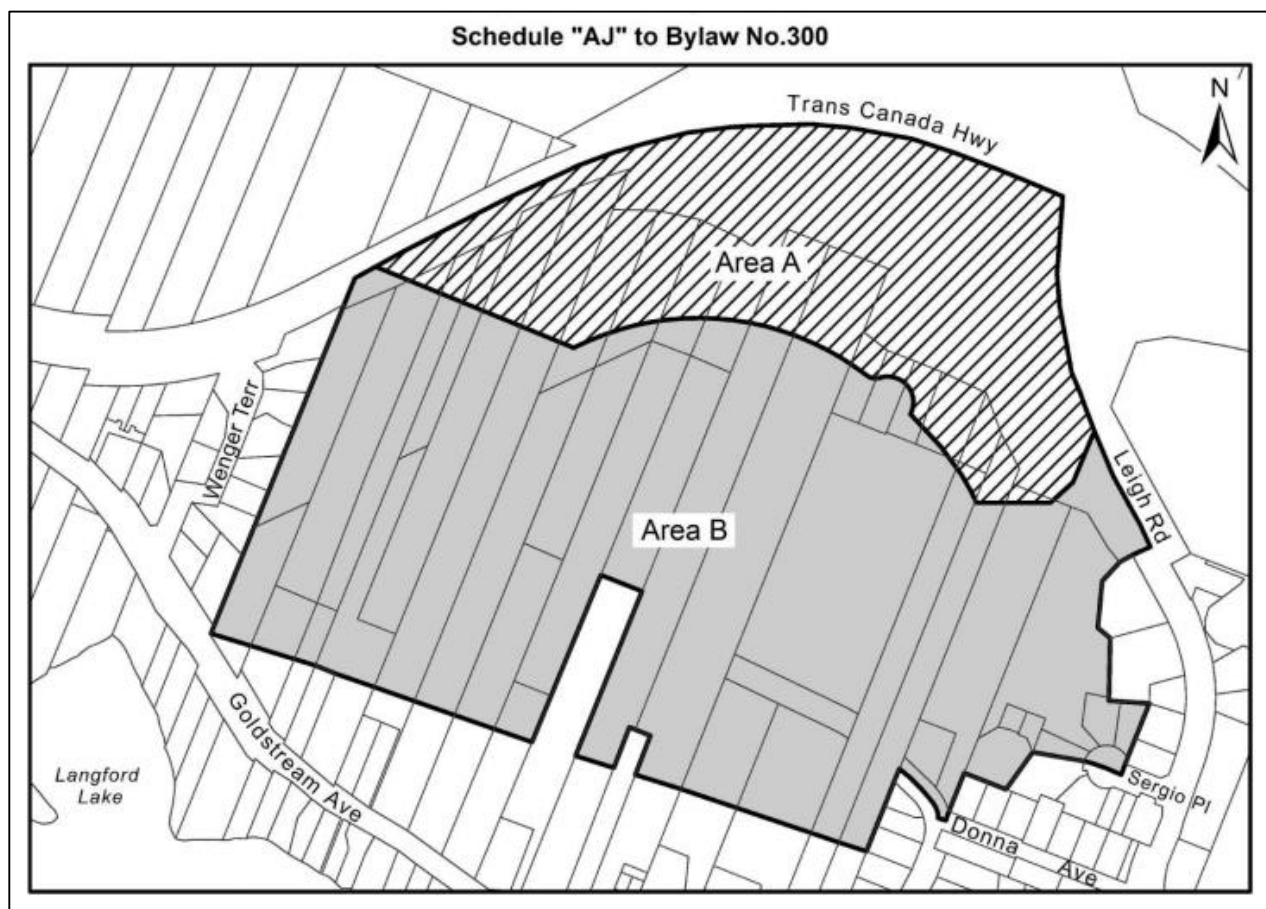 Schedule "AJ" to Bylaw No.300
Trans Canada Hwy
N
Area A
Wenger Terr
Leigh Rd
Area B
Goldstream Ave
Langford
Lake
Sergio Pl
Donna Ave